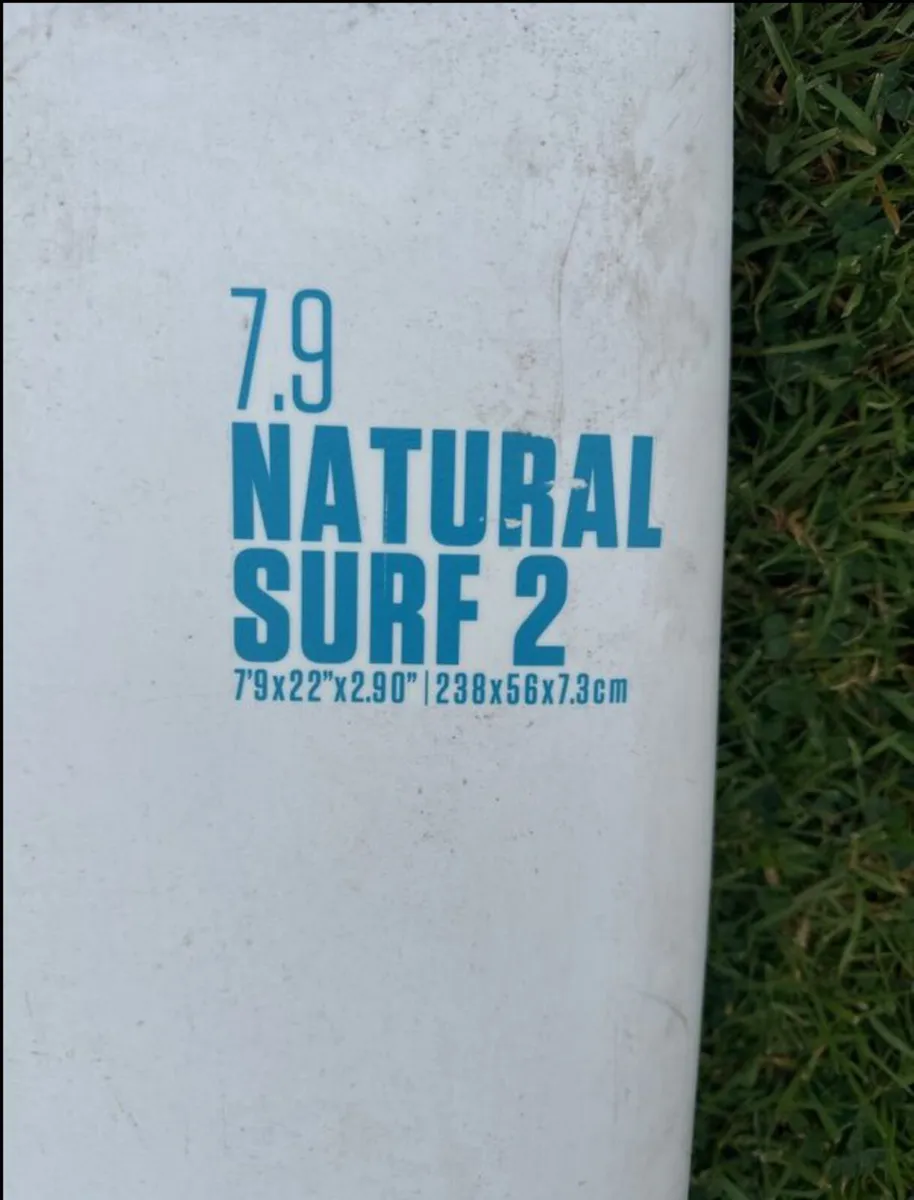 7.9
NATURAL
SURF 2
7'9x22"x2.90" | 238x56x7.3cm